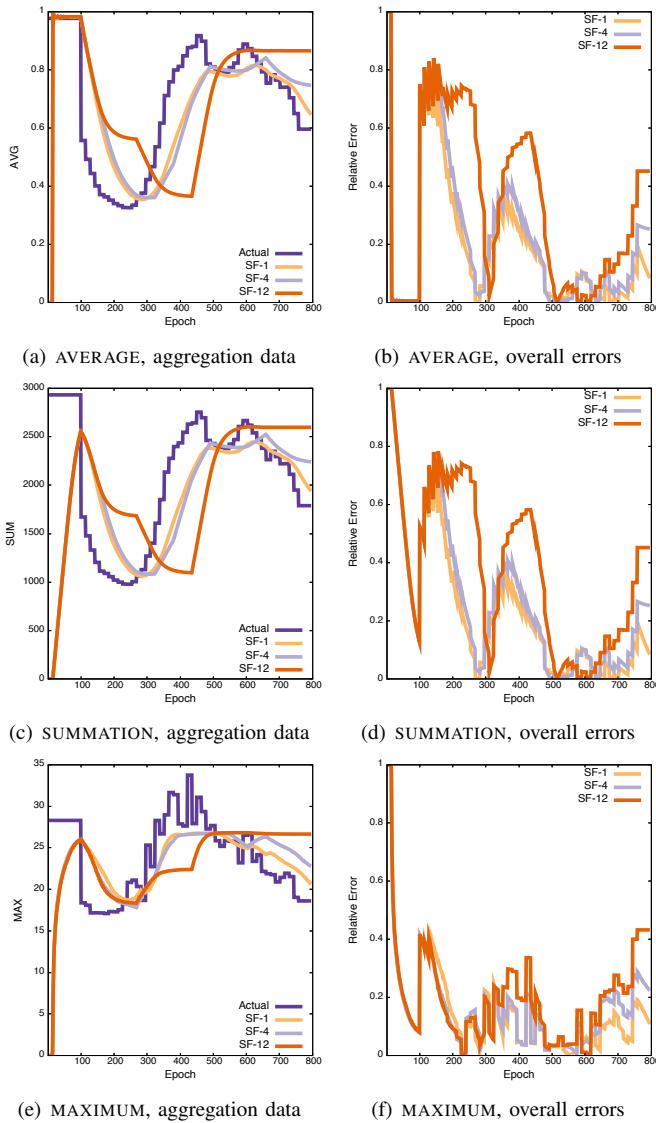 1
0.8
0.6
0.4
0.2
0
AVG
Actual
SF-1
SF-4
SF-12
100 200 300 400 500 600 700 800
Epoch
(a) AVERAGE, aggregation data
1
0.8
0.6
0.4
0.2
0
Relative Error
SF-1
SF-4
SF-12
100 200 300 400 500 600 700 800
Epoch
(b) AVERAGE, overall errors
3000
2500
2000
1500
1000
500
0
SUM
Actual
SF-1
SF-4
SF-12
100 200 300 400 500 600 700 800
Epoch
(c) SUMMATION, aggregation data
1
0.8
0.6
0.4
0.2
0
Relative Error
SF-1
SF-4
SF-12
100 200 300 400 500 600 700 800
Epoch
(d) SUMMATION, overall errors
35
30
25
20
15
10
5
0
MAX
Actual
SF-1
SF-4
SF-12
100 200 300 400 500 600 700 800
Epoch
(e) MAXIMUM, aggregation data
1
0.8
0.6
0.4
0.2
0
Relative Error
SF-1
SF-4
SF-12
100 200 300 400 500 600 700 800
Epoch
(f) MAXIMUM, overall errors